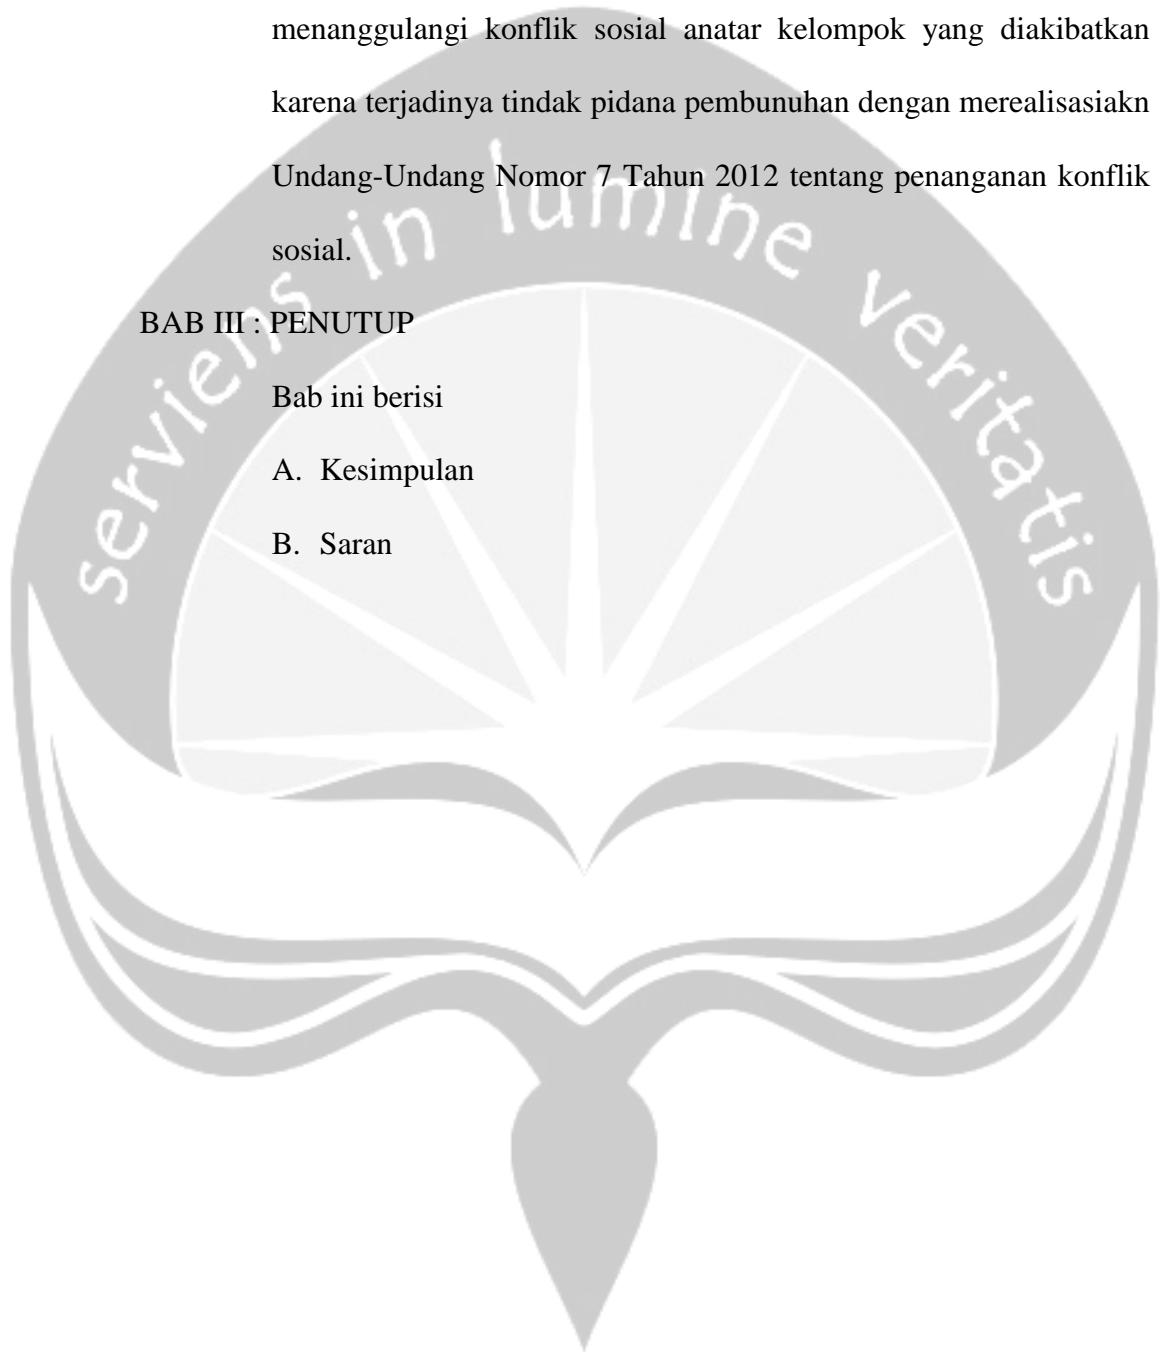 menanggulangi konflik sosial anatar kelompok yang diakibatkan
karena terjadinya tindak pidana pembunuhan dengan merealisasiakn
Undang-Undang Nomor 7 Tahun 2012 tentang penanganan konflik
sosial.
BAB III : PENUTUP
Bab ini berisi
A. Kesimpulan
B. Saran
serviens in lumine veritatis